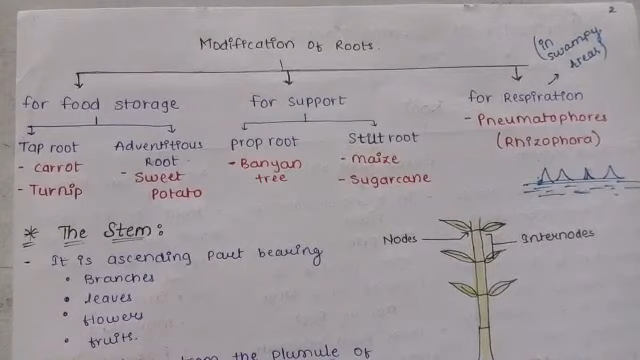 2
Modification of Roots.
(in swampy areas)
for food storage
for support
for Respiration
- Pneumatophores
(Rhizophora)
Tap root
- carrot
- Turnip
Adventitious
Root
- Sweet
Potato
prop root
- Banyan
tree
Stilt root
- maize
- Sugarcane
* The Stem:
- It is ascending part bearing
• Branches
• leaves
• flowers
• fruits.
Nodes
Internodes
from the plumule of